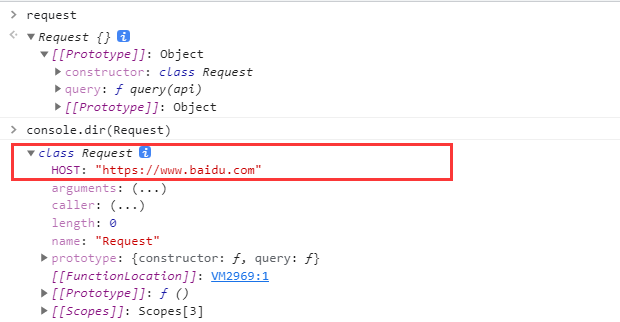 request
Request {}
[[Prototype]]: Object
constructor: class Request
query: ƒ query(api)
[[Prototype]]: Object
console.dir(Request)
class Request
HOST: "https://www.baidu.com"
arguments: (...)
caller: (...)
length: 0
name: "Request"
prototype: {constructor: ƒ, query: ƒ}
[[FunctionLocation]]: VM2969:1
[[Prototype]]: ƒ ()
[[Scopes]]: Scopes[3]